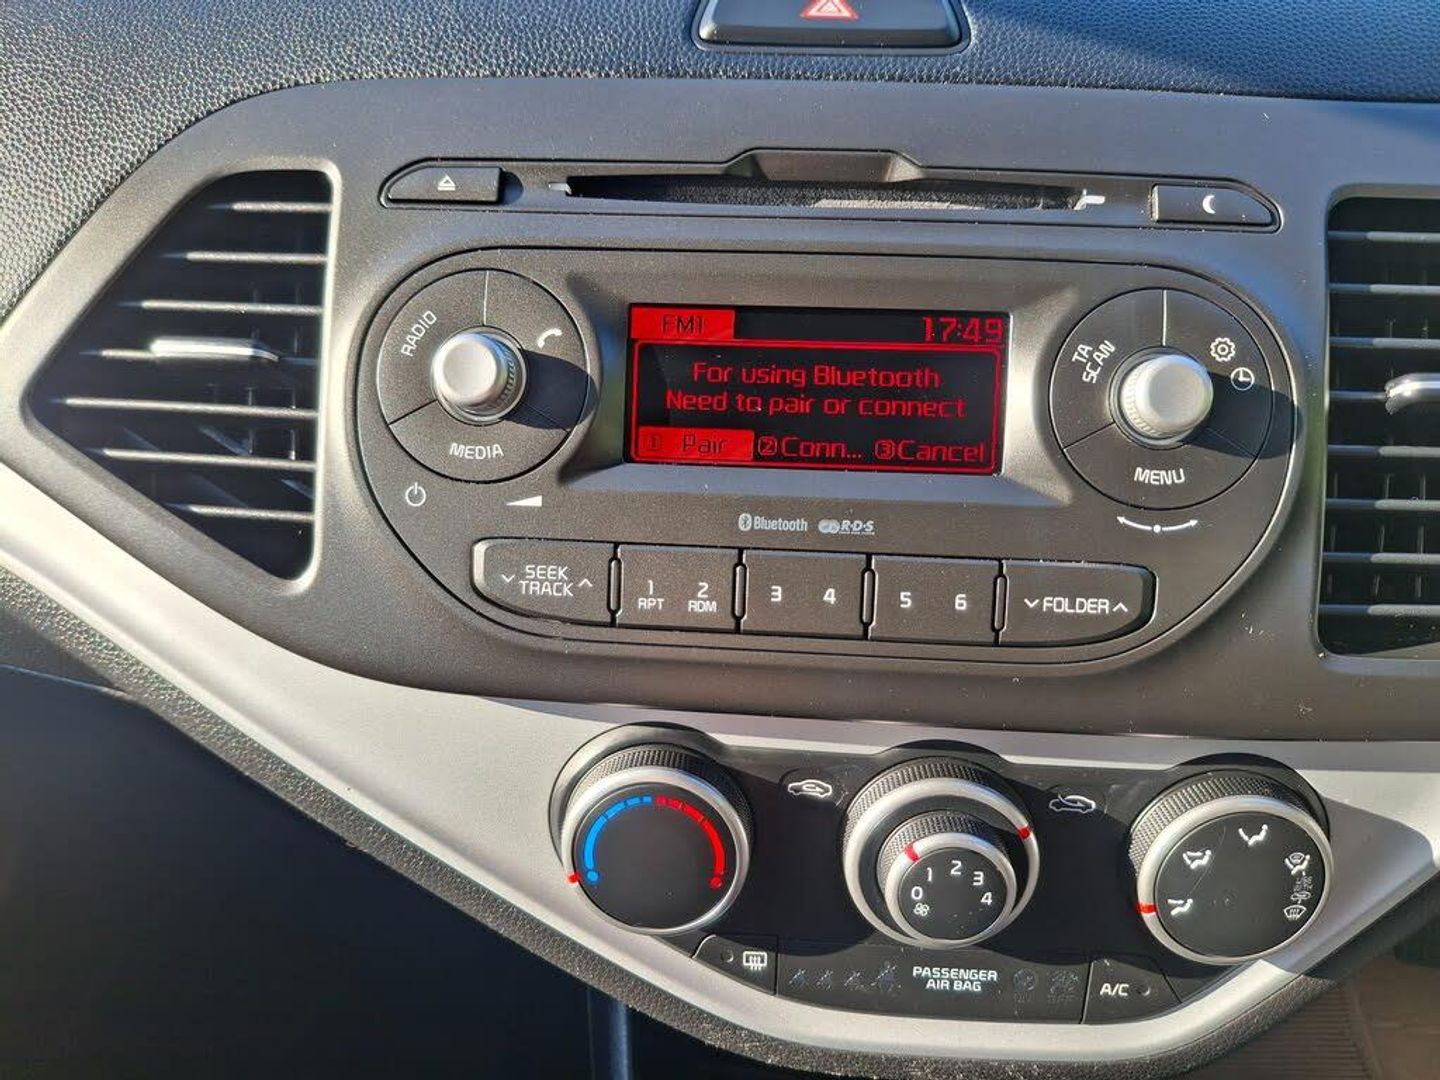 RADIO
MEDIA
FM1 17:49
For using Bluetooth
Need to pair or connect
① Pair ②Conn... ③Cancel
TA
SCAN
MENU
Bluetooth R·D·S
SEEK
TRACK
1
RPT
2
RDM
3 4
5 6
FOLDER
0 1 2 3 4
PASSENGER
AIR BAG
A/C